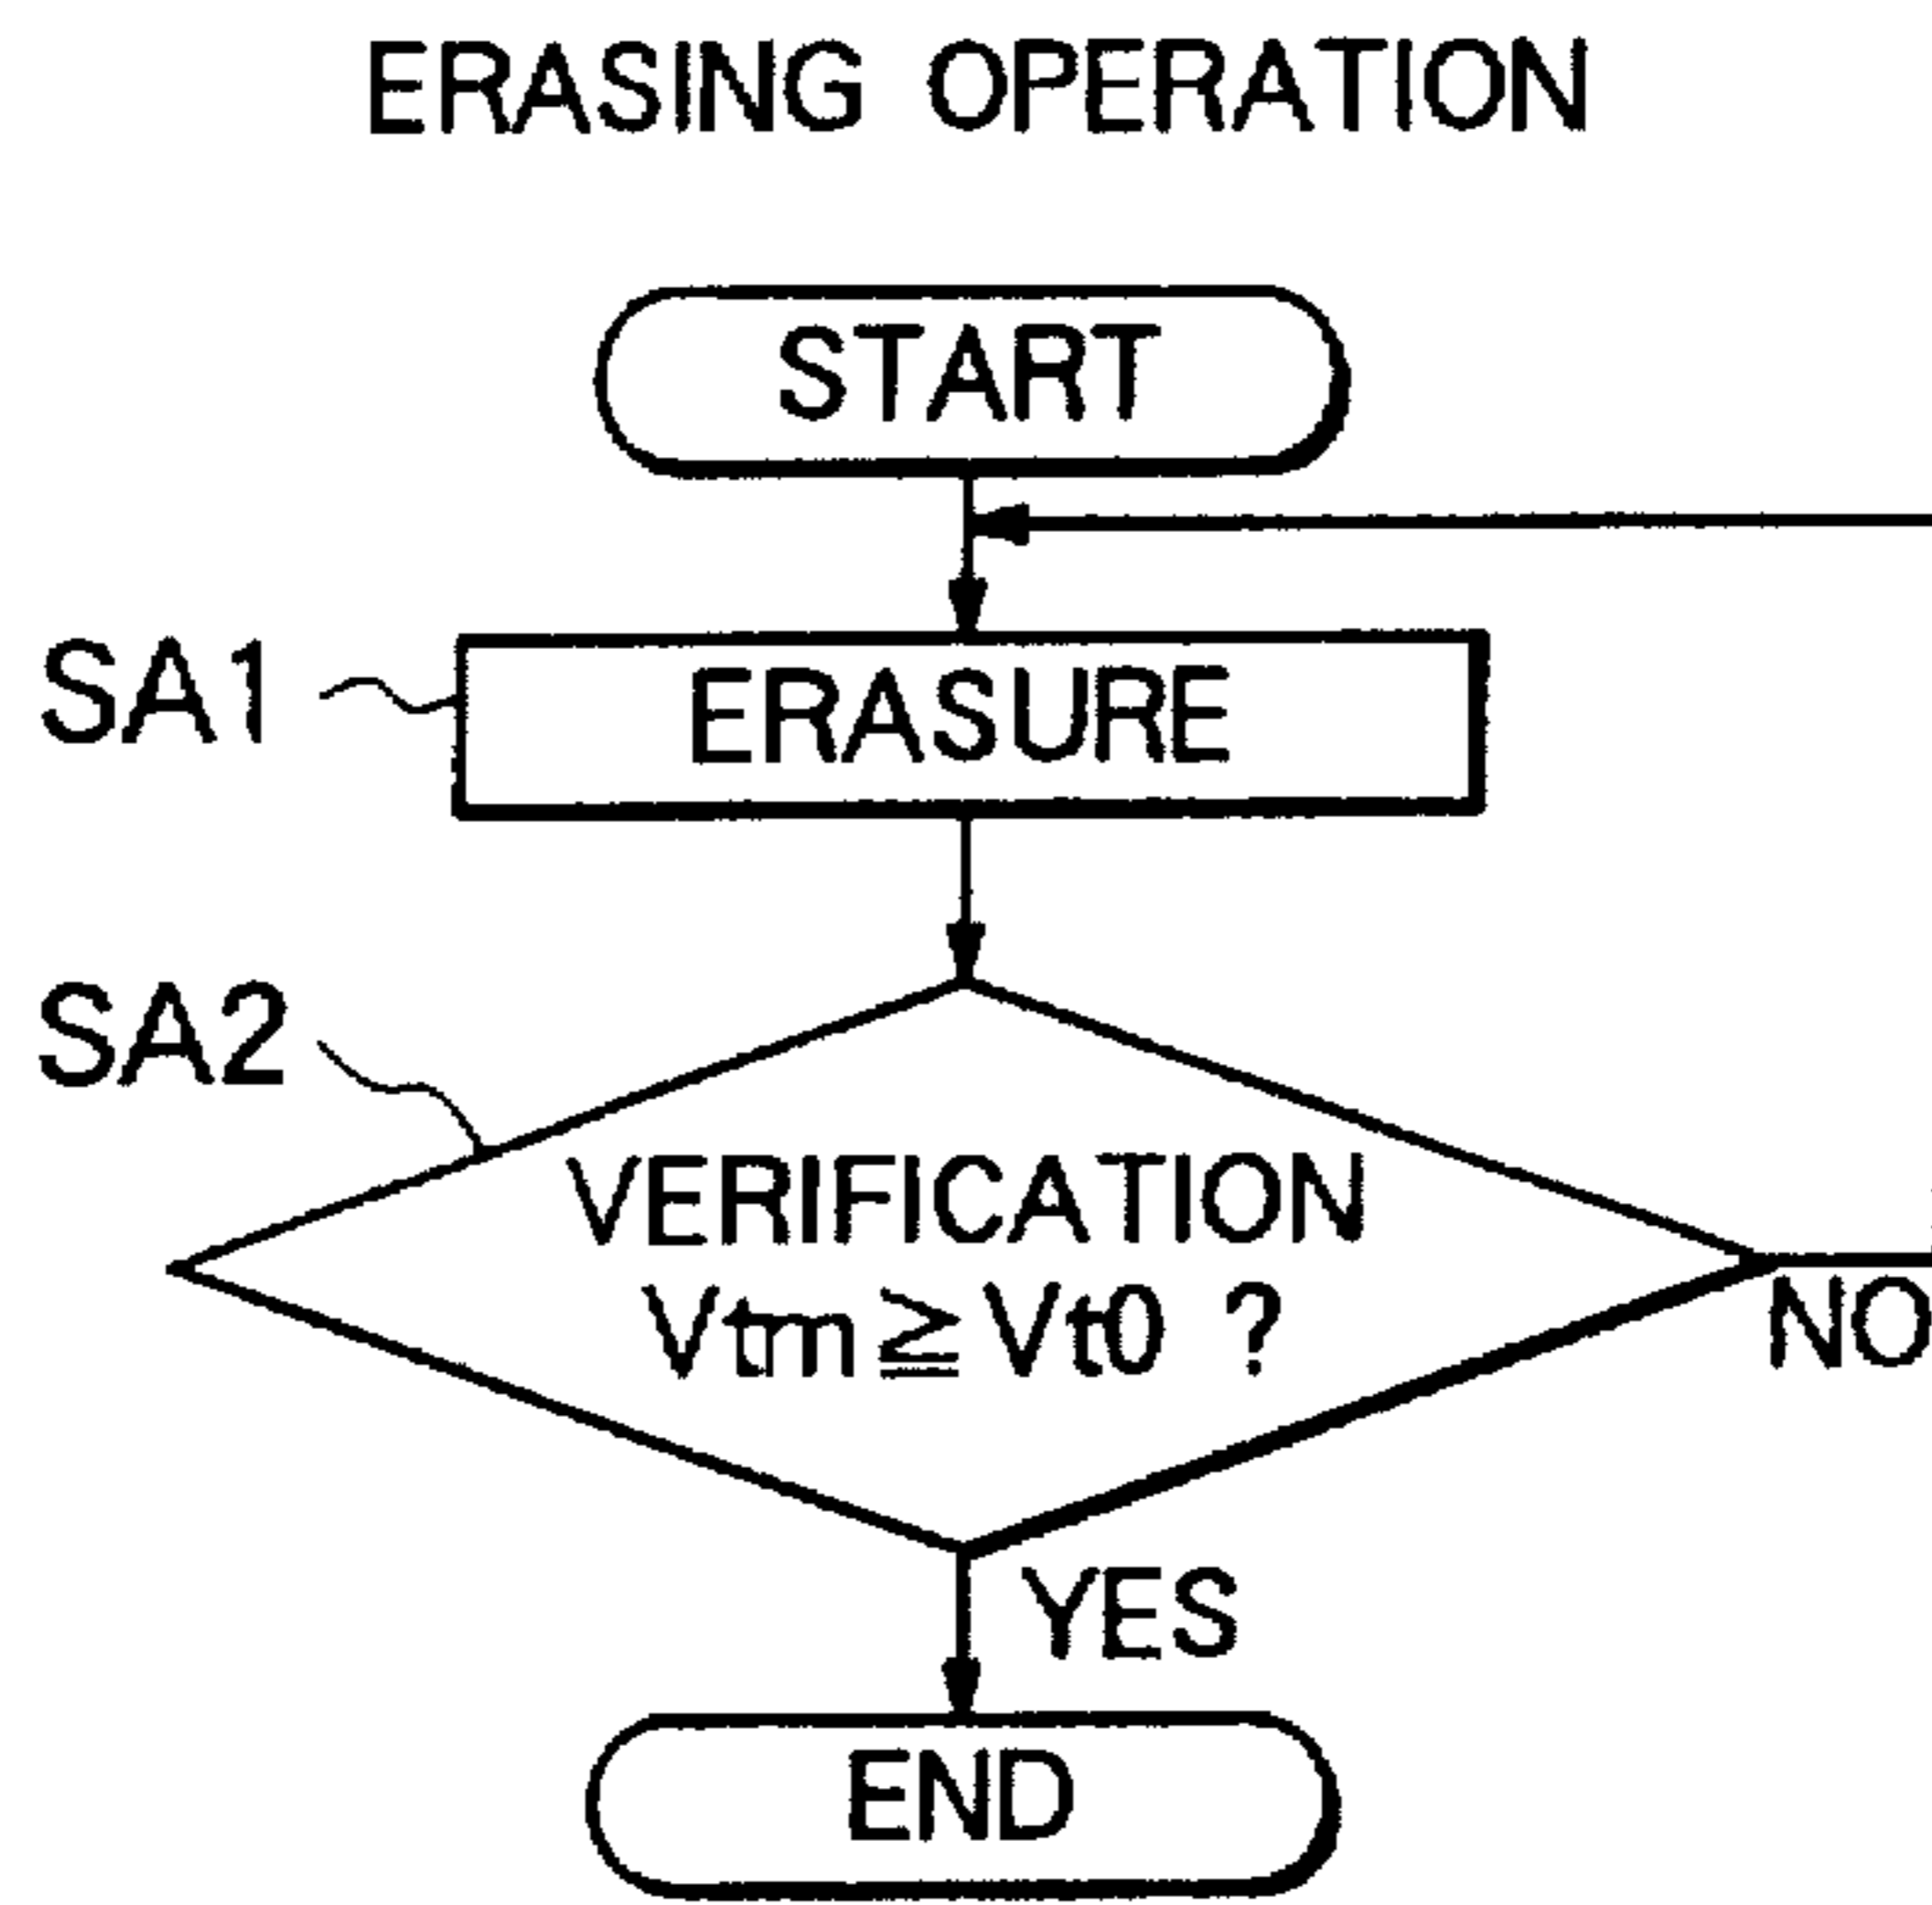 ERASING OPERATION
START
SA1
ERASURE
SA2
VERIFICATION
Vtm ≧ Vt0 ?
NO
YES
END